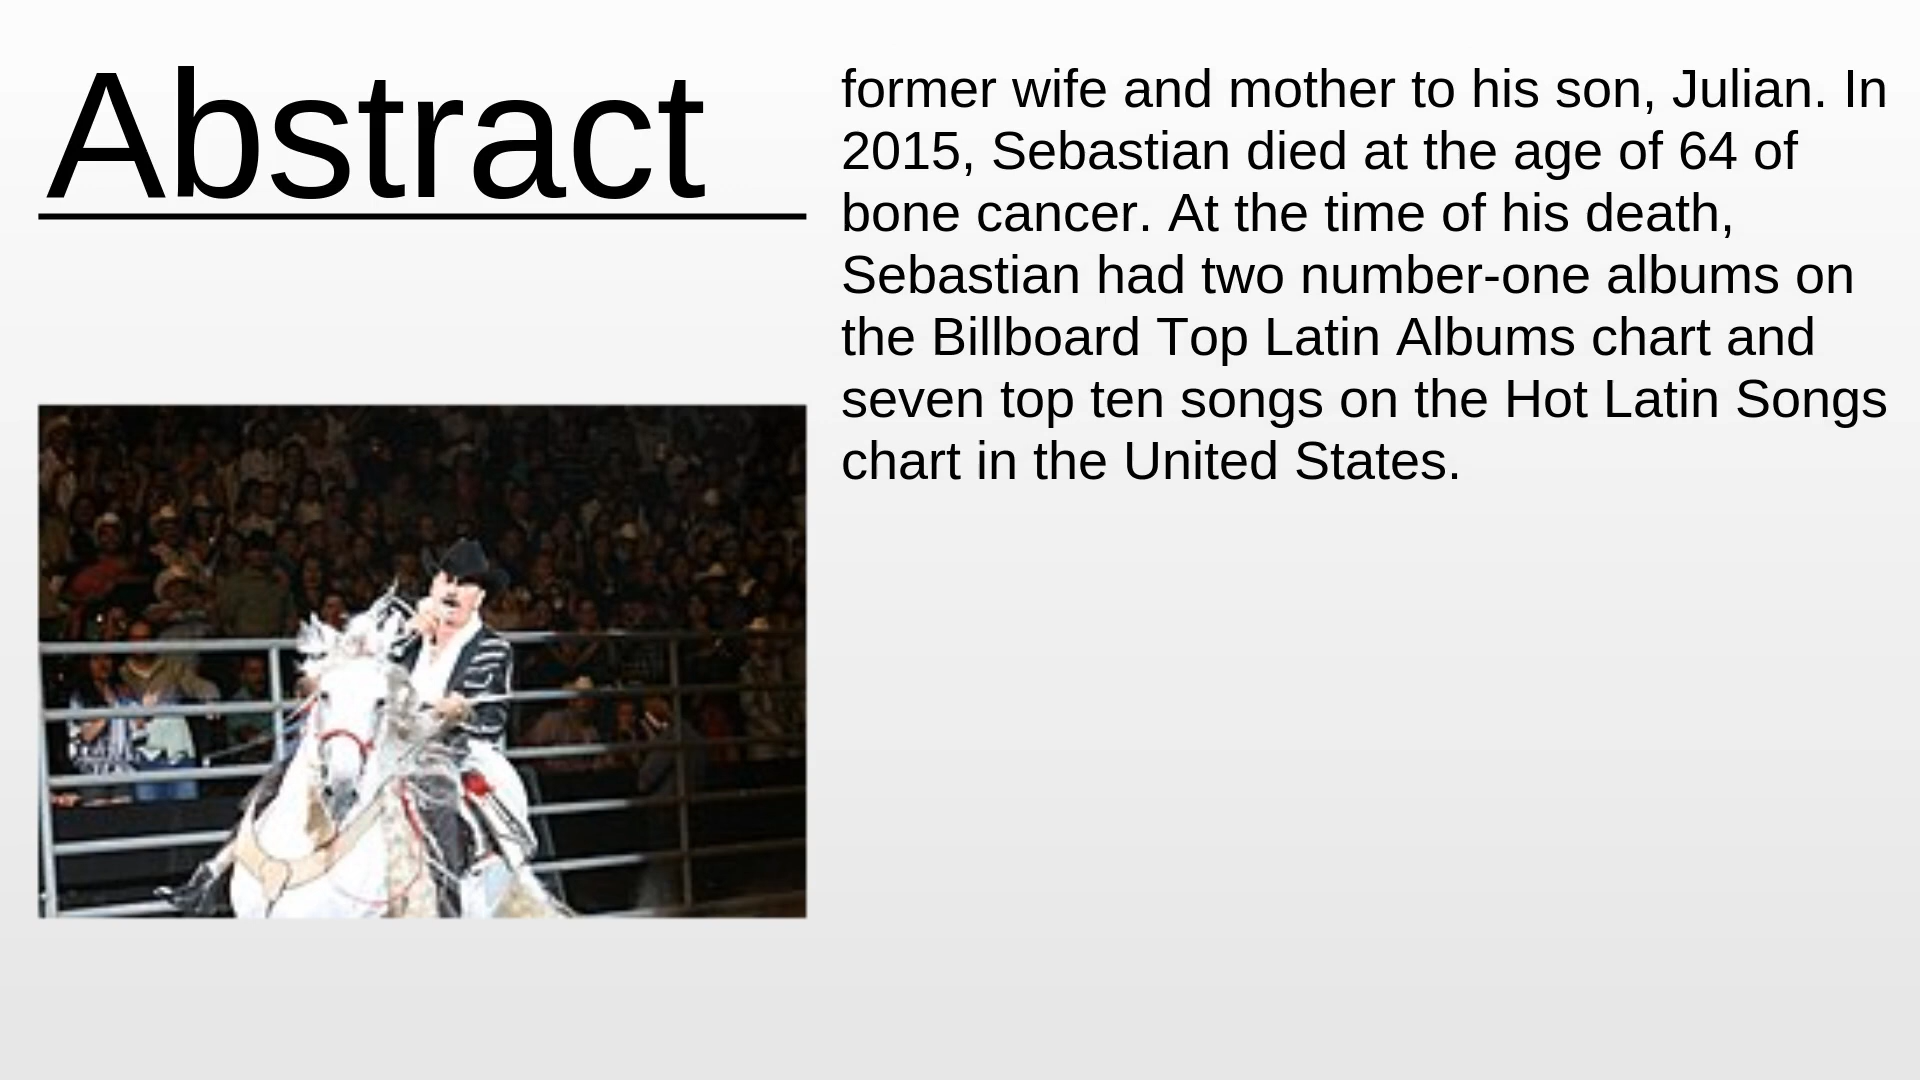 Abstract
former wife and mother to his son, Julian. In
2015, Sebastian died at the age of 64 of
bone cancer. At the time of his death,
Sebastian had two number-one albums on
the Billboard Top Latin Albums chart and
seven top ten songs on the Hot Latin Songs
chart in the United States.